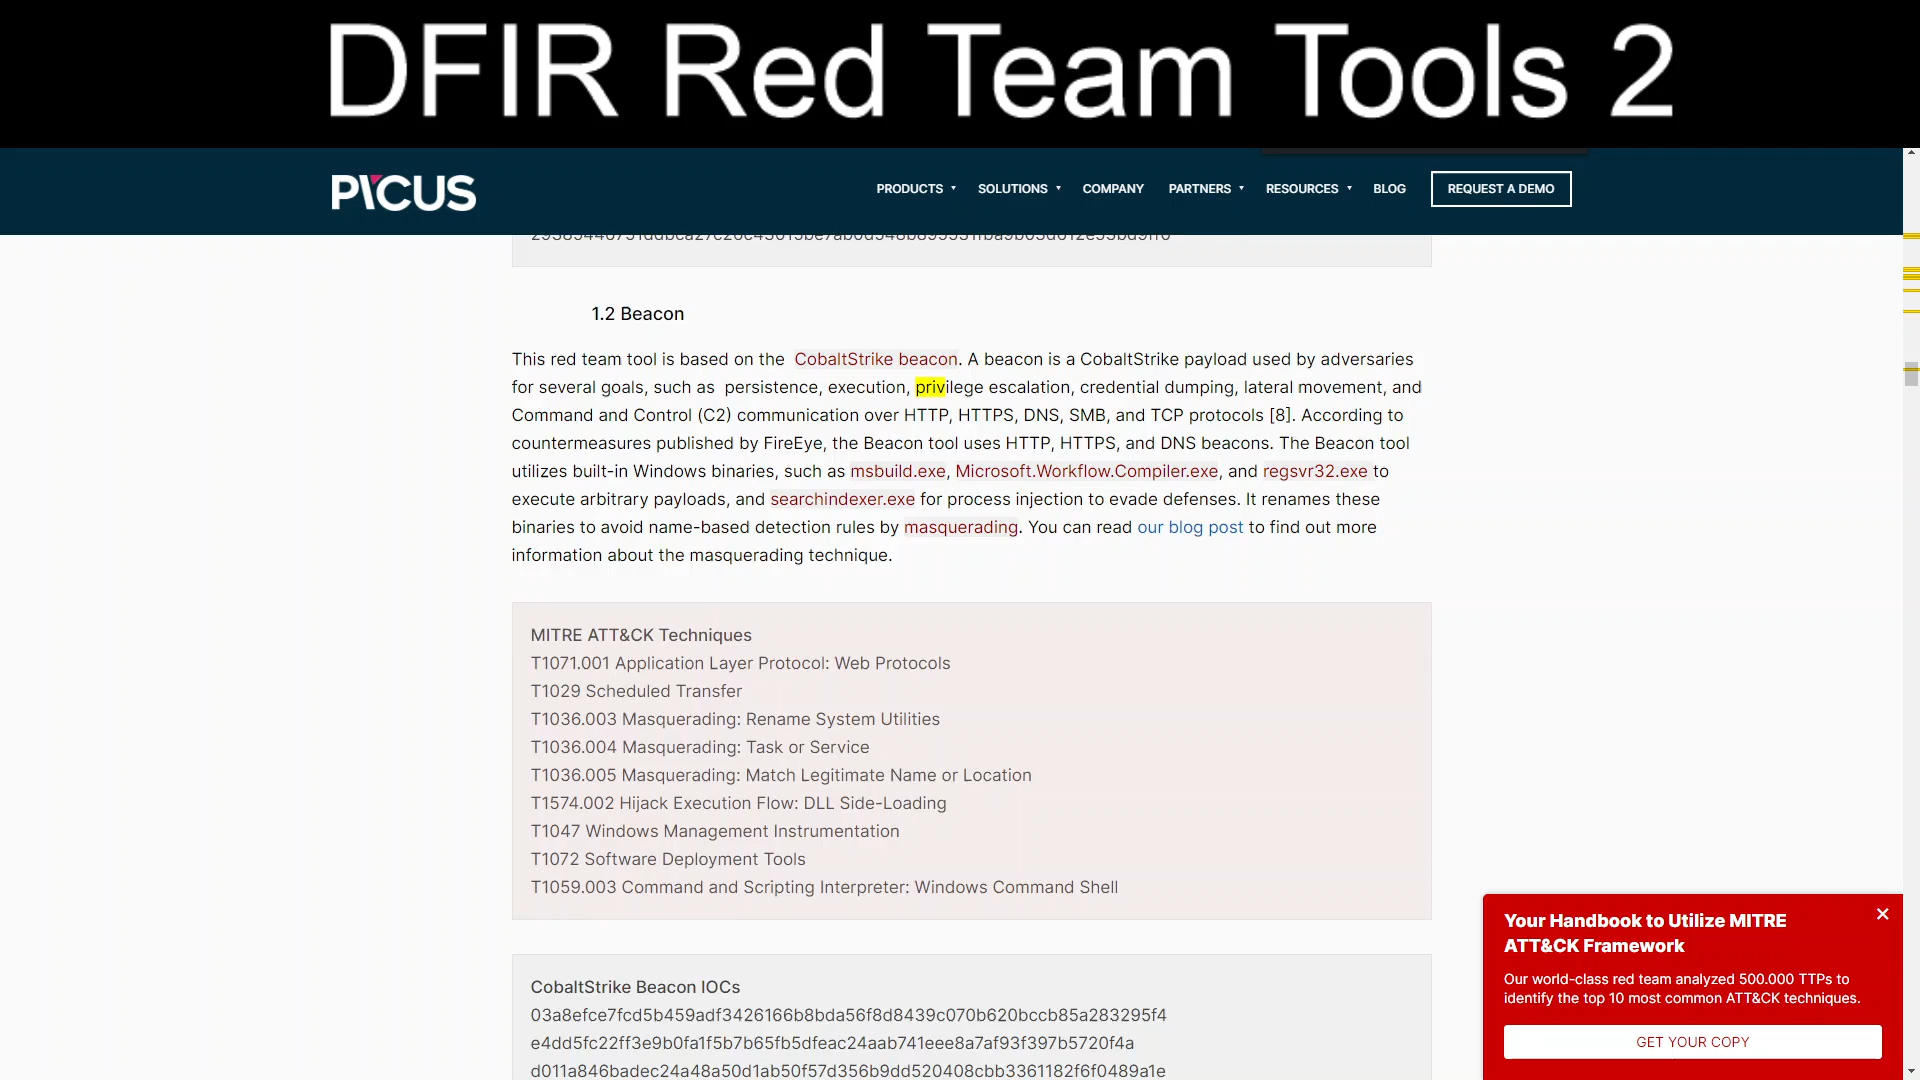 DFIR Red Team Tools 2
PICUS
PRODUCTS SOLUTIONS COMPANY PARTNERS RESOURCES BLOG REQUEST A DEMO
1.2 Beacon
This red team tool is based on the CobaltStrike beacon. A beacon is a CobaltStrike payload used by adversaries
for several goals, such as persistence, execution, privilege escalation, credential dumping, lateral movement, and
Command and Control (C2) communication over HTTP, HTTPS, DNS, SMB, and TCP protocols [8]. According to
countermeasures published by FireEye, the Beacon tool uses HTTP, HTTPS, and DNS beacons. The Beacon tool
utilizes built-in Windows binaries, such as msbuild.exe, Microsoft.Workflow.Compiler.exe, and regsvr32.exe to
execute arbitrary payloads, and searchindexer.exe for process injection to evade defenses. It renames these
binaries to avoid name-based detection rules by masquerading. You can read our blog post to find out more
information about the masquerading technique.
MITRE ATT&CK Techniques
T1071.001 Application Layer Protocol: Web Protocols
T1029 Scheduled Transfer
T1036.003 Masquerading: Rename System Utilities
T1036.004 Masquerading: Task or Service
T1036.005 Masquerading: Match Legitimate Name or Location
T1574.002 Hijack Execution Flow: DLL Side-Loading
T1047 Windows Management Instrumentation
T1072 Software Deployment Tools
T1059.003 Command and Scripting Interpreter: Windows Command Shell
CobaltStrike Beacon IOCs
03a8efce7fcd5b459adf3426166b8bda56f8d8439c070b620bccb85a283295f4
e4dd5fc22ff3e9b0fa1f5b7b65fb5dfeac24aab741eee8a7af93f397b5720f4a
d011a846badec24a48a50d1ab50f57d356b9dd520408cbb3361182f6f0489a1e
Your Handbook to Utilize MITRE
ATT&CK Framework
Our world-class red team analyzed 500.000 TTPs to
identify the top 10 most common ATT&CK techniques.
GET YOUR COPY